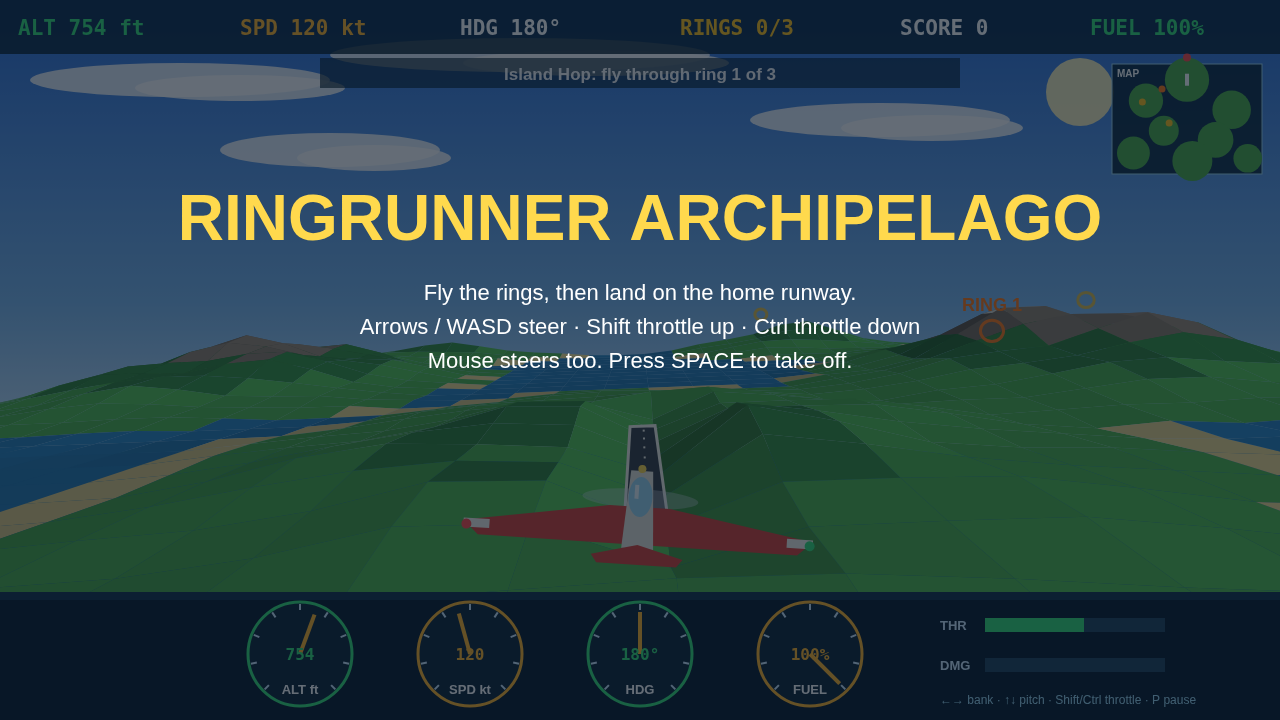 ALT 754 ft SPD 120 kt HDG 180° RINGS 0/3 SCORE 0 FUEL 100%
Island Hop: fly through ring 1 of 3
MAP
RINGRUNNER ARCHIPELAGO
Fly the rings, then land on the home runway.
RING 1
Arrows / WASD steer · Shift throttle up · Ctrl throttle down
Mouse steers too. Press SPACE to take off.
754 120 180° 100%
ALT ft SPD kt HDG FUEL
THR
DMG
←→ bank · ↑↓ pitch · Shift/Ctrl throttle · P pause